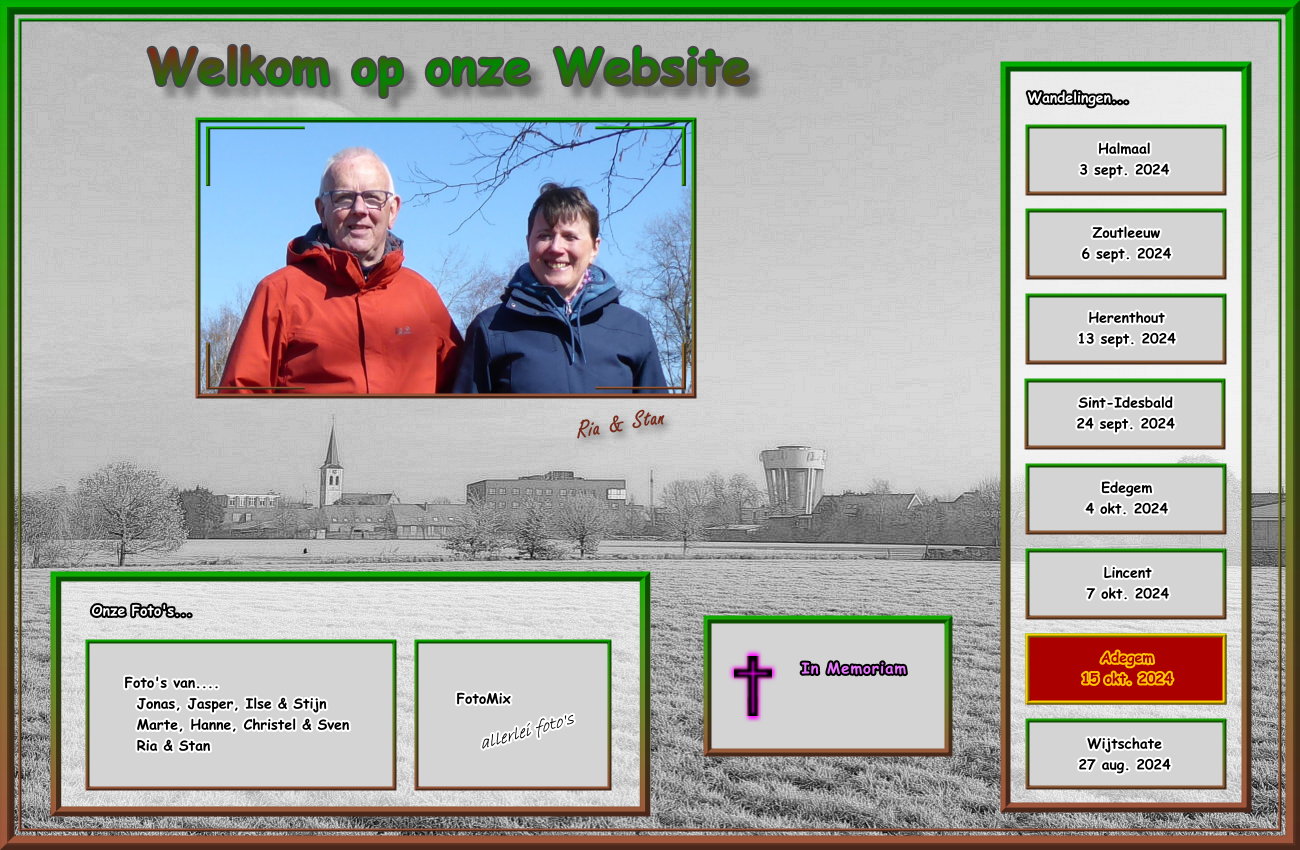 Welkom op onze Website
Ria & Stan
Wandelingen...
Halmaal
3 sept. 2024
Zoutleeuw
6 sept. 2024
Herenthout
13 sept. 2024
Sint-Idesbald
24 sept. 2024
Edegem
4 okt. 2024
Lincent
7 okt. 2024
Adegem
15 okt. 2024
Wijtschate
27 aug. 2024
Onze Foto's...
Foto's van....
Jonas, Jasper, Ilse & Stijn
Marte, Hanne, Christel & Sven
Ria & Stan
FotoMix
allerlei foto's
In Memoriam